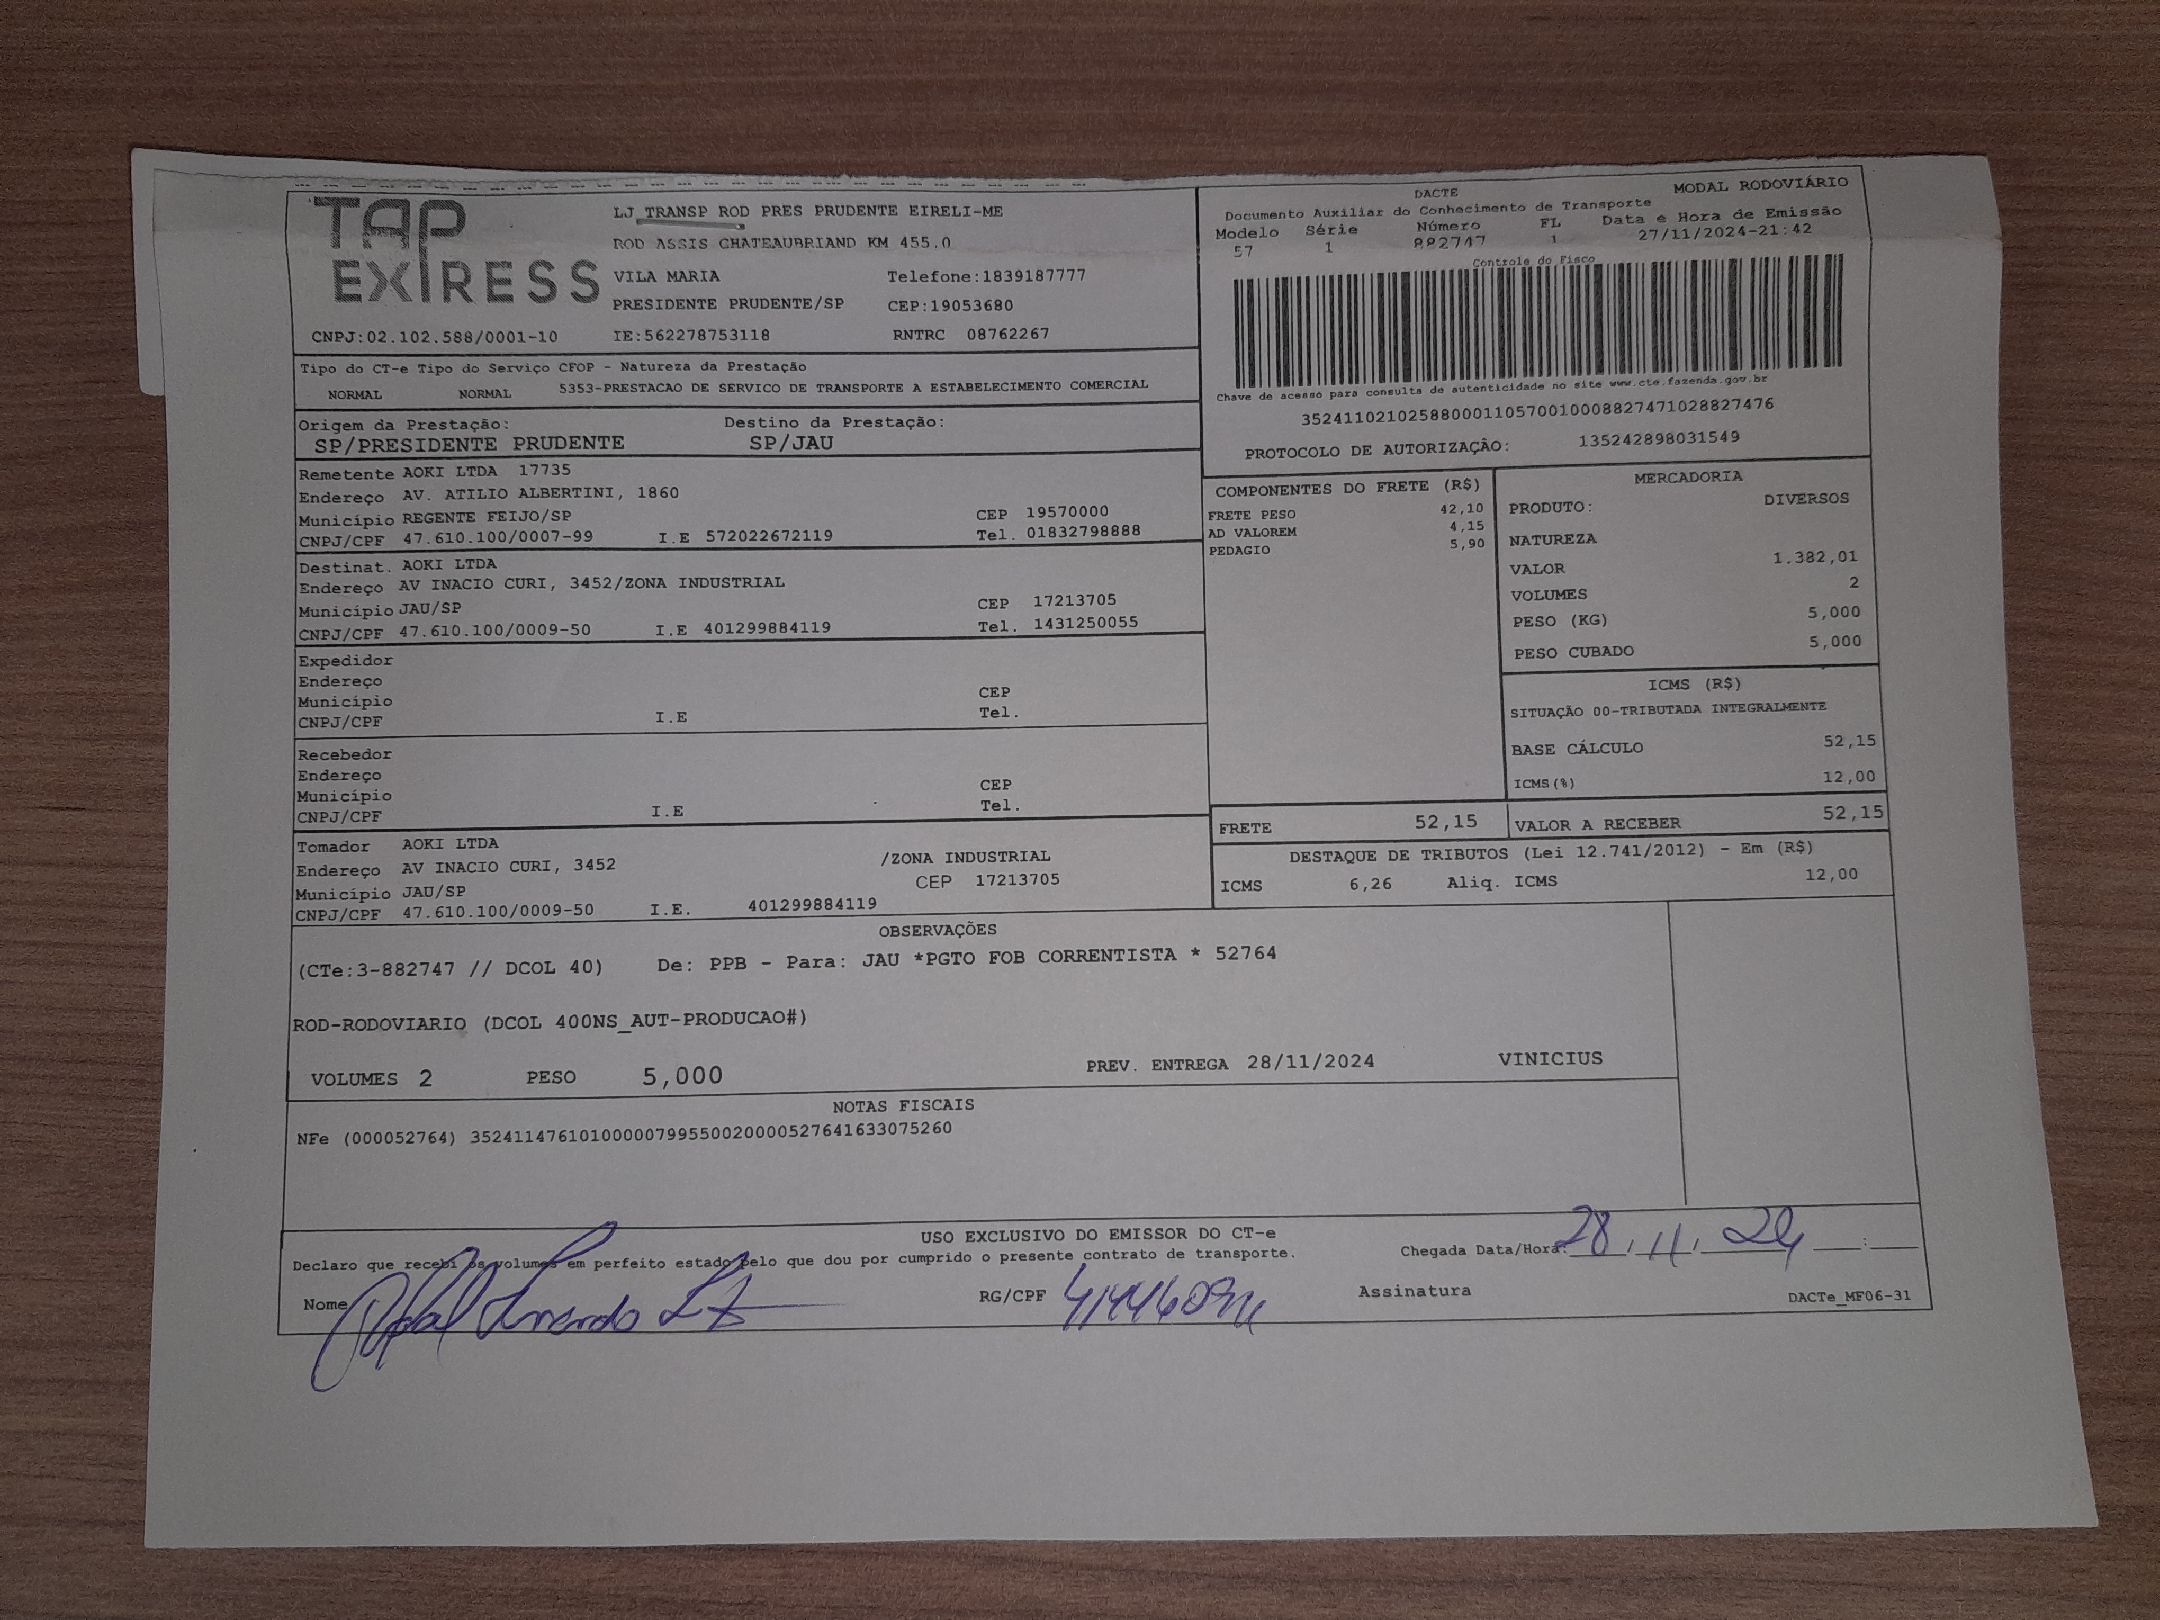 TAP
EXPRESS
LJ TRANSP ROD PRES PRUDENTE EIRELI-ME
ROD ASSIS CHATEAUBRIAND KM 455.0
VILA MARIA Telefone:1839187777
PRESIDENTE PRUDENTE/SP CEP:19053680
CNPJ:02.102.588/0001-10 IE:562278753118 RNTRC 08762267
DACTE MODAL RODOVIÁRIO
Documento Auxiliar do Conhecimento de Transporte
Modelo Série Número FL Data e Hora de Emissão
57 1 882747 1 27/11/2024-21:42
Controle do Fisco
Chave de acesso para consulta de autenticidade no site www.cte.fazenda.gov.br
35241102102588000110570010008827471028827476
PROTOCOLO DE AUTORIZAÇÂO: 135242898031549
Tipo do CT-e Tipo do Serviço CFOP - Natureza da Prestação
NORMAL NORMAL 5353-PRESTACAO DE SERVICO DE TRANSPORTE A ESTABELECIMENTO COMERCIAL
Origem da Prestação: Destino da Prestação:
SP/PRESIDENTE PRUDENTE SP/JAU
Remetente AOKI LTDA 17735
Endereço AV. ATILIO ALBERTINI, 1860
Município REGENTE FEIJO/SP CEP 19570000
CNPJ/CPF 47.610.100/0007-99 I.E 572022672119 Tel. 01832798888
Destinat. AOKI LTDA
Endereço AV INACIO CURI, 3452/ZONA INDUSTRIAL
Município JAU/SP CEP 17213705
CNPJ/CPF 47.610.100/0009-50 I.E 401299884119 Tel. 1431250055
Expedidor
Endereço
Município CEP
CNPJ/CPF I.E Tel.
Recebedor
Endereço
Município CEP
CNPJ/CPF I.E Tel.
Tomador AOKI LTDA
Endereço AV INACIO CURI, 3452 /ZONA INDUSTRIAL
Município JAU/SP CEP 17213705
CNPJ/CPF 47.610.100/0009-50 I.E. 401299884119
COMPONENTES DO FRETE (R$)
FRETE PESO 42,10
AD VALOREM 4,15
PEDAGIO 5,90
MERCADORIA
PRODUTO: DIVERSOS
NATUREZA
VALOR 1.382,01
VOLUMES 2
PESO (KG) 5,000
PESO CUBADO 5,000
ICMS (R$)
SITUAÇÃO 00-TRIBUTADA INTEGRALMENTE
BASE CÁLCULO 52,15
ICMS(%) 12,00
FRETE 52,15 VALOR A RECEBER 52,15
DESTAQUE DE TRIBUTOS (Lei 12.741/2012) - Em (R$)
ICMS 6,26 Aliq. ICMS 12,00
OBSERVAÇÕES
(CTe:3-882747 // DCOL 40) De: PPB - Para: JAU *PGTO FOB CORRENTISTA * 52764
ROD-RODOVIARIO (DCOL 400NS_AUT-PRODUCAO#)
VOLUMES 2 PESO 5,000 PREV. ENTREGA 28/11/2024 VINICIUS
NOTAS FISCAIS
NFe (000052764) 35241147610100000799550020000527641633075260
USO EXCLUSIVO DO EMISSOR DO CT-e
Declaro que recebi os volumes em perfeito estado pelo que dou por cumprido o presente contrato de transporte.
Chegada Data/Hora: 28.11.24 :
Nome RG/CPF Assinatura DACTe_MF06-31